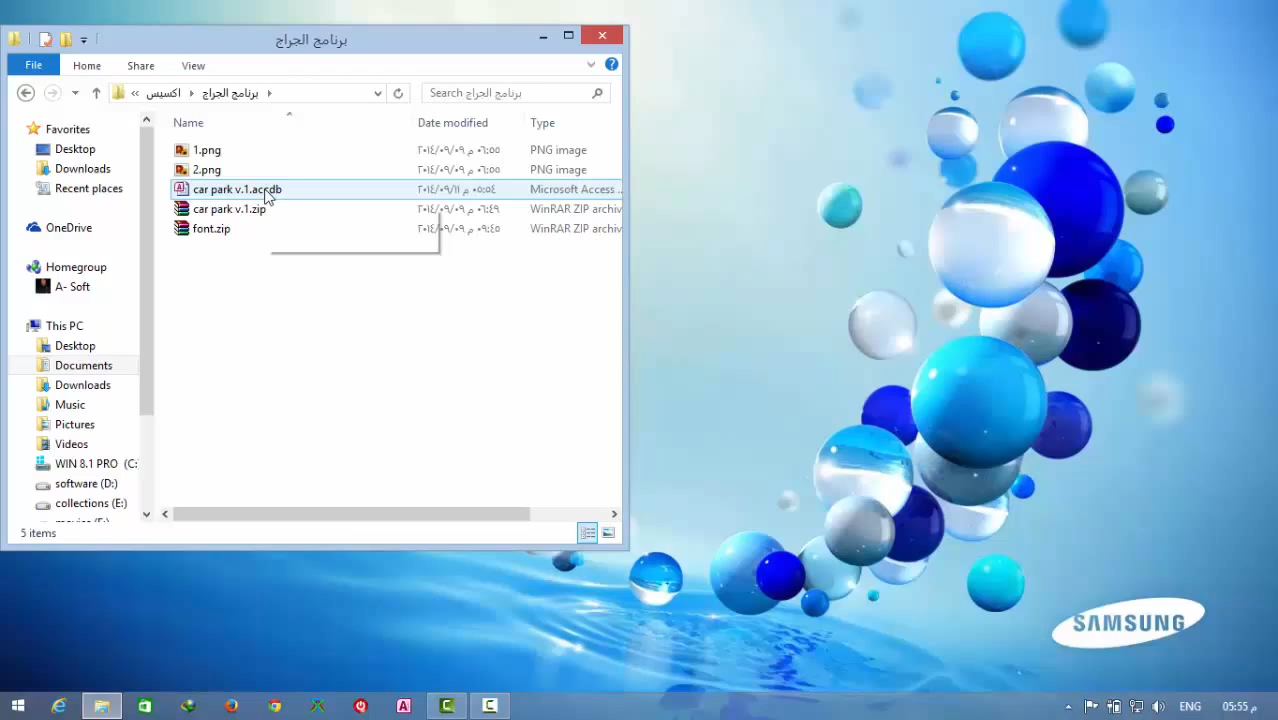 برنامج الجراج
File Home Share View
« اكسيس ‹ برنامج الجراج
Search برنامج الجراج
Name Date modified Type
1.png ٢٠١٤/٠٩/٠٩ م ٠٦:٥٥ PNG image
2.png ٢٠١٤/٠٩/٠٩ م ٠٦:٥٥ PNG image
car park v.1.accdb ٢٠١٤/٠٩/١١ م ٠٥:٥٤ Microsoft Access ...
car park v.1.zip ٢٠١٤/٠٩/٠٩ م ٠٦:٤٩ WinRAR ZIP archiv
font.zip ٢٠١٤/٠٩/٠٩ م ٠٩:٤٥ WinRAR ZIP archiv
Favorites
Desktop
Downloads
Recent places
OneDrive
Homegroup
A- Soft
This PC
Desktop
Documents
Downloads
Music
Pictures
Videos
WIN 8.1 PRO (C:
software (D:)
collections (E:)
5 items
SAMSUNG
ENG 05:55 م